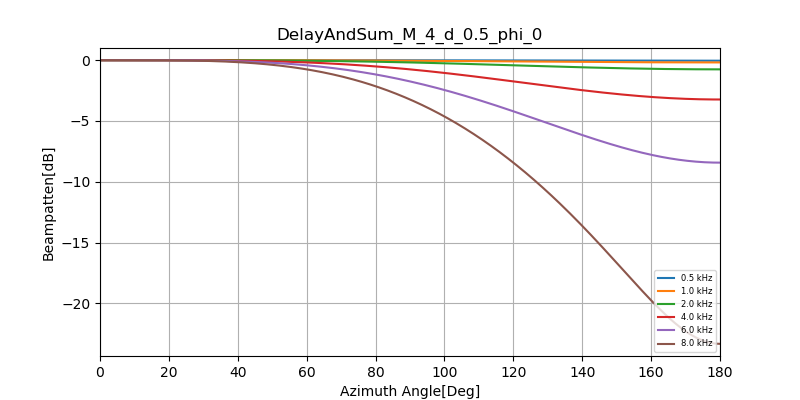 DelayAndSum_M_4_d_0.5_phi_0
0
−5
−10
−15
−20
Beampatten[dB]
0.5 kHz
1.0 kHz
2.0 kHz
4.0 kHz
6.0 kHz
8.0 kHz
0 20 40 60 80 100 120 140 160 180
Azimuth Angle[Deg]